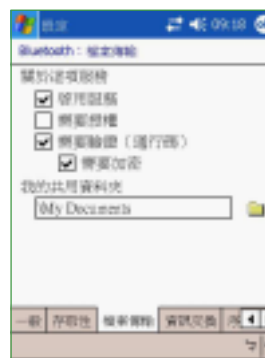 設定 09:18
Bluetooth：檔案傳輸
關於這項服務
啓用服務
需要授權
需要驗證（通行碼）
需要加密
我的共用資料夾
\My Documents
一般 存取性 檔案傳輸 資訊交換